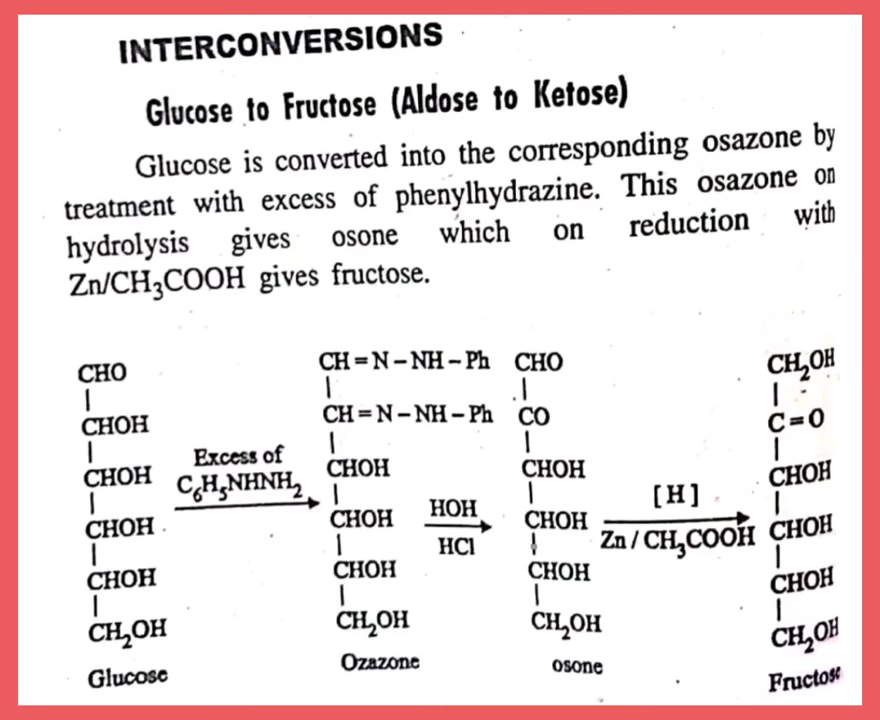 INTERCONVERSIONS
Glucose to Fructose (Aldose to Ketose)
Glucose is converted into the corresponding osazone by
treatment with excess of phenylhydrazine. This osazone on
hydrolysis gives osone which on reduction with
Zn/CH₃COOH gives fructose.
CHO
|
CHOH
|
CHOH
|
CHOH
|
CHOH
|
CH₂OH
Glucose
Excess of
C₆H₅NHNH₂
CH=N–NH–Ph
|
CH=N–NH–Ph
|
CHOH
|
CHOH
|
CHOH
|
CH₂OH
Ozazone
HOH
HCl
CHO
|
CO
|
CHOH
|
CHOH
|
CHOH
|
CH₂OH
osone
[H]
Zn/CH₃COOH
CH₂OH
|
C=O
|
CHOH
|
CHOH
|
CHOH
|
CH₂OH
Fructose